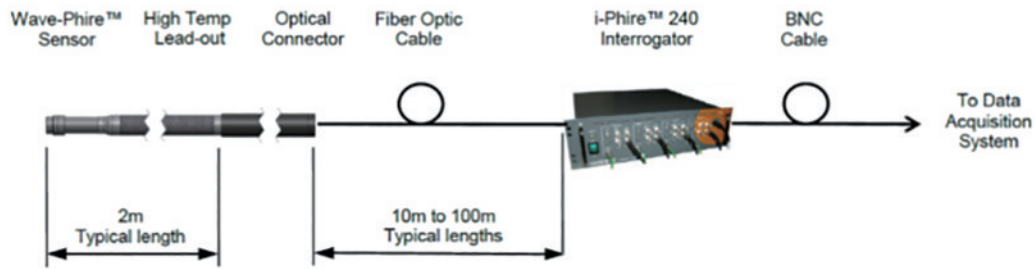 Wave-Phire™
Sensor
High Temp
Lead-out
Optical
Connector
Fiber Optic
Cable
i-Phire™ 240
Interrogator
BNC
Cable
To Data
Acquisition
System
2m
Typical length
10m to 100m
Typical lengths